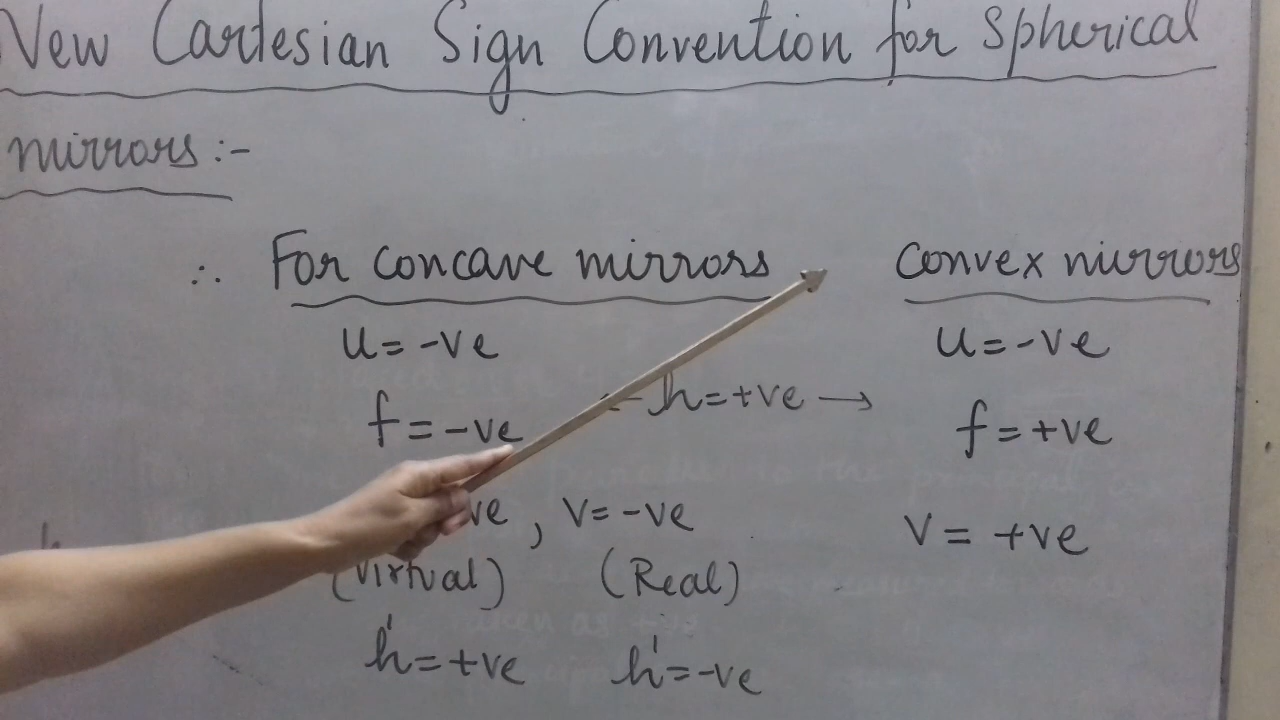 New Cartesian Sign Convention for Spherical
mirrors :-
∴ For concave mirrors
u = -ve
f = -ve
ve , v = -ve
(Virtual) (Real)
h' = +ve h' = -ve
← h = +ve →
Convex mirrors
u = -ve
f = +ve
v = +ve